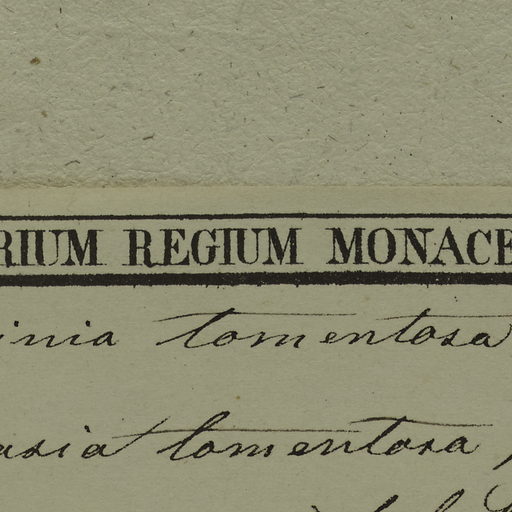 RIUM REGIUM MONACE
inia tomentosa
asia tomentosa